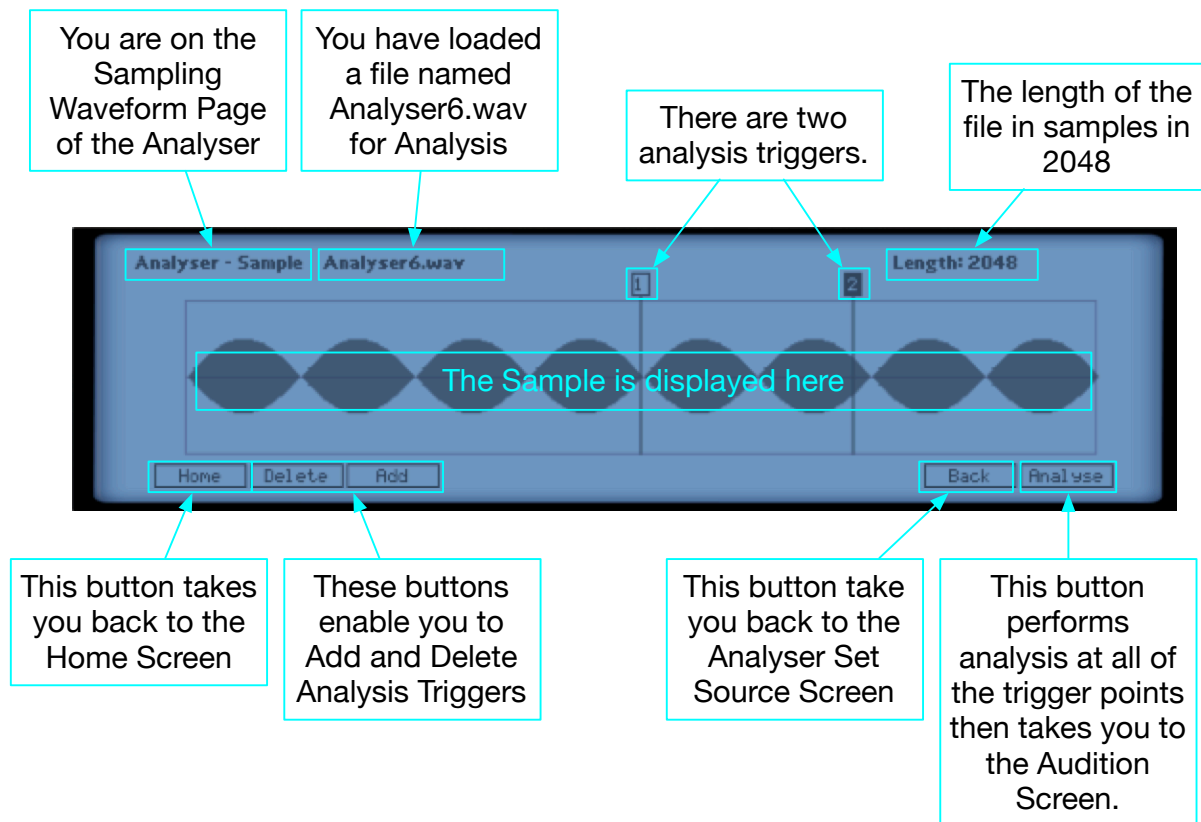 You are on the
Sampling
Waveform Page
of the Analyser
You have loaded
a file named
Analyser6.wav
for Analysis
There are two
analysis triggers.
The length of the
file in samples in
2048
Analyser - Sample
Analyser6.wav
Length: 2048
1
2
The Sample is displayed here
Home
Delete
Add
Back
Analyse
This button takes
you back to the
Home Screen
These buttons
enable you to
Add and Delete
Analysis Triggers
This button take
you back to the
Analyser Set
Source Screen
This button
performs
analysis at all of
the trigger points
then takes you to
the Audition
Screen.